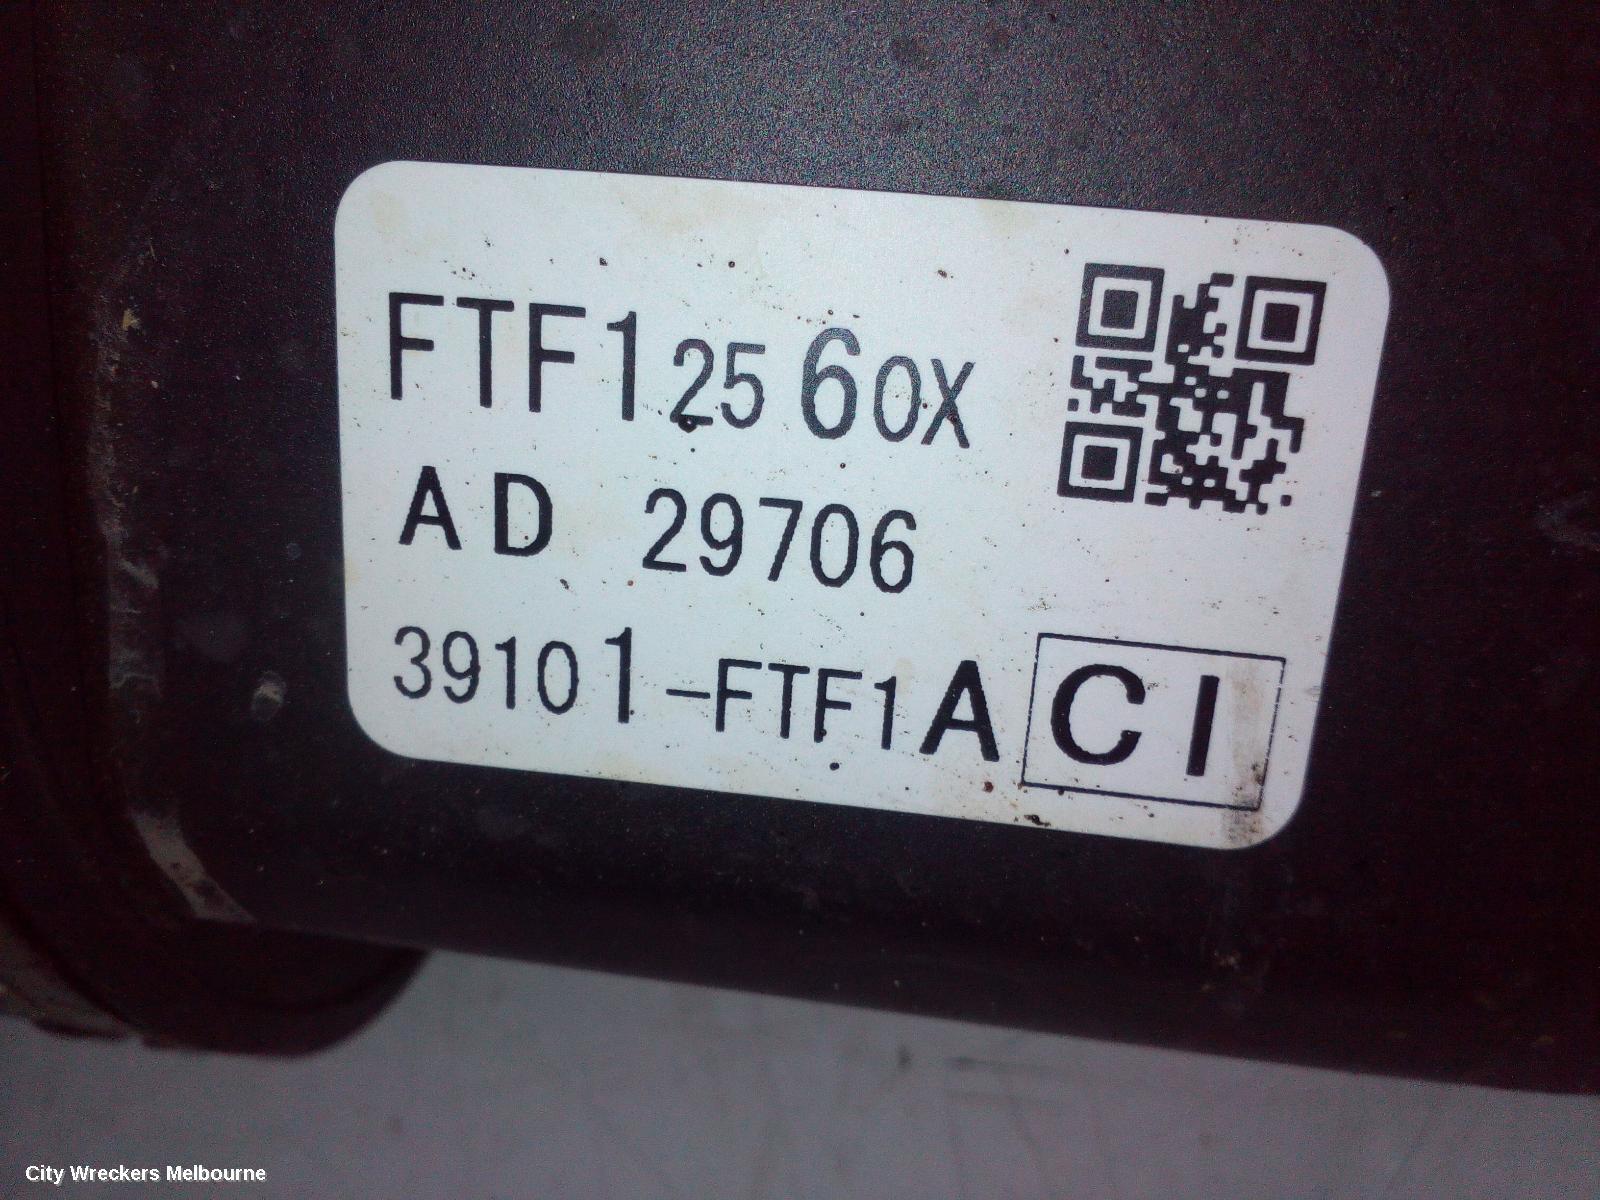 FTF12560X
AD 29706
39101-FTF1A CI
City Wreckers Melbourne